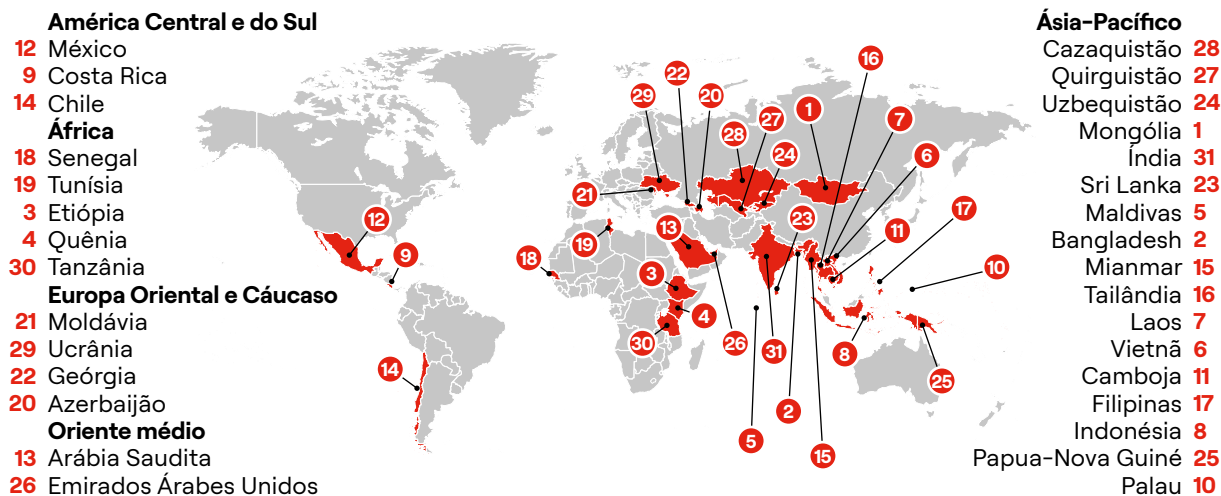 América Central e do Sul
12 México
9 Costa Rica
14 Chile
África
18 Senegal
19 Tunísia
3 Etiópia
4 Quênia
30 Tanzânia
Europa Oriental e Cáucaso
21 Moldávia
29 Ucrânia
22 Geórgia
20 Azerbaijão
Oriente médio
13 Arábia Saudita
26 Emirados Árabes Unidos
22
29
20
28
27
1
24
16
7
6
21
12
9
18
19
13
3
4
30
26
23
31
11
17
10
14
8
25
2
5
15
Ásia-Pacífico
Cazaquistão 28
Quirguistão 27
Uzbequistão 24
Mongólia 1
Índia 31
Sri Lanka 23
Maldivas 5
Bangladesh 2
Mianmar 15
Tailândia 16
Laos 7
Vietnã 6
Camboja 11
Filipinas 17
Indonésia 8
Papua-Nova Guiné 25
Palau 10